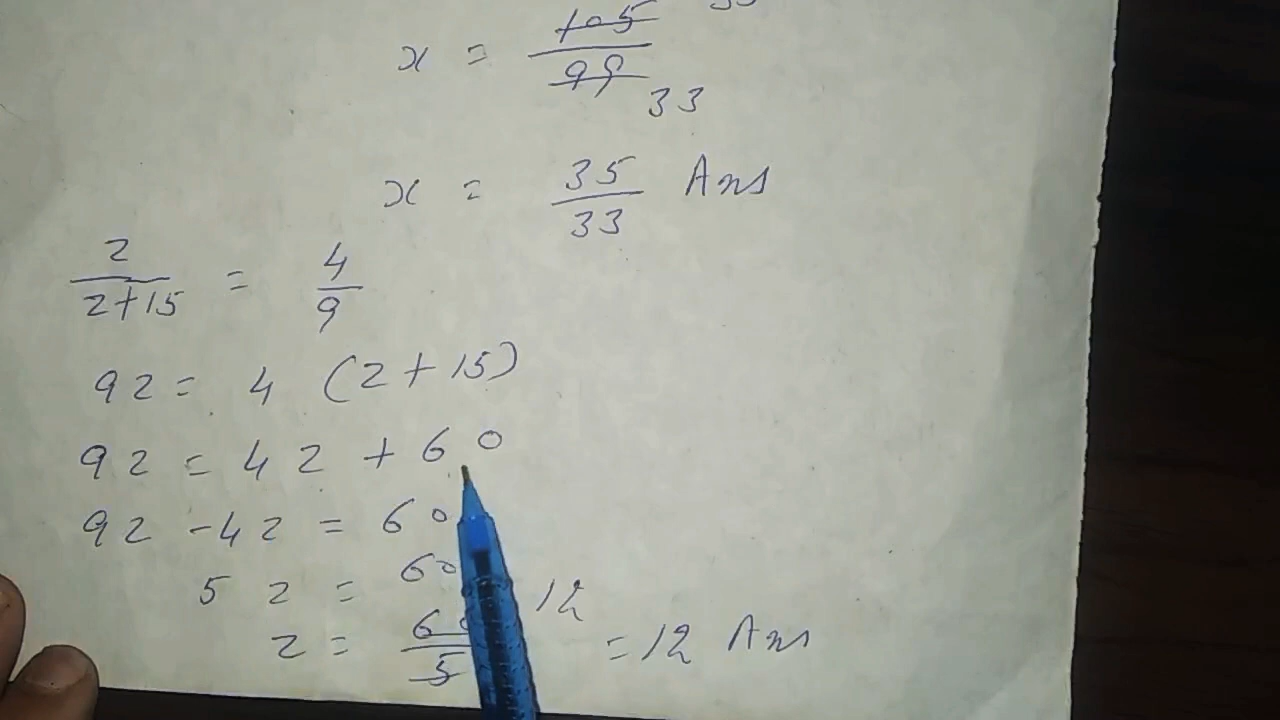 x = 105/99 33
x = 35/33 Ans
z/z+15 = 4/9
9z = 4 (z+15)
9z = 4z + 60
9z - 4z = 60
5z = 60
z = 60/5 12 = 12 Ans